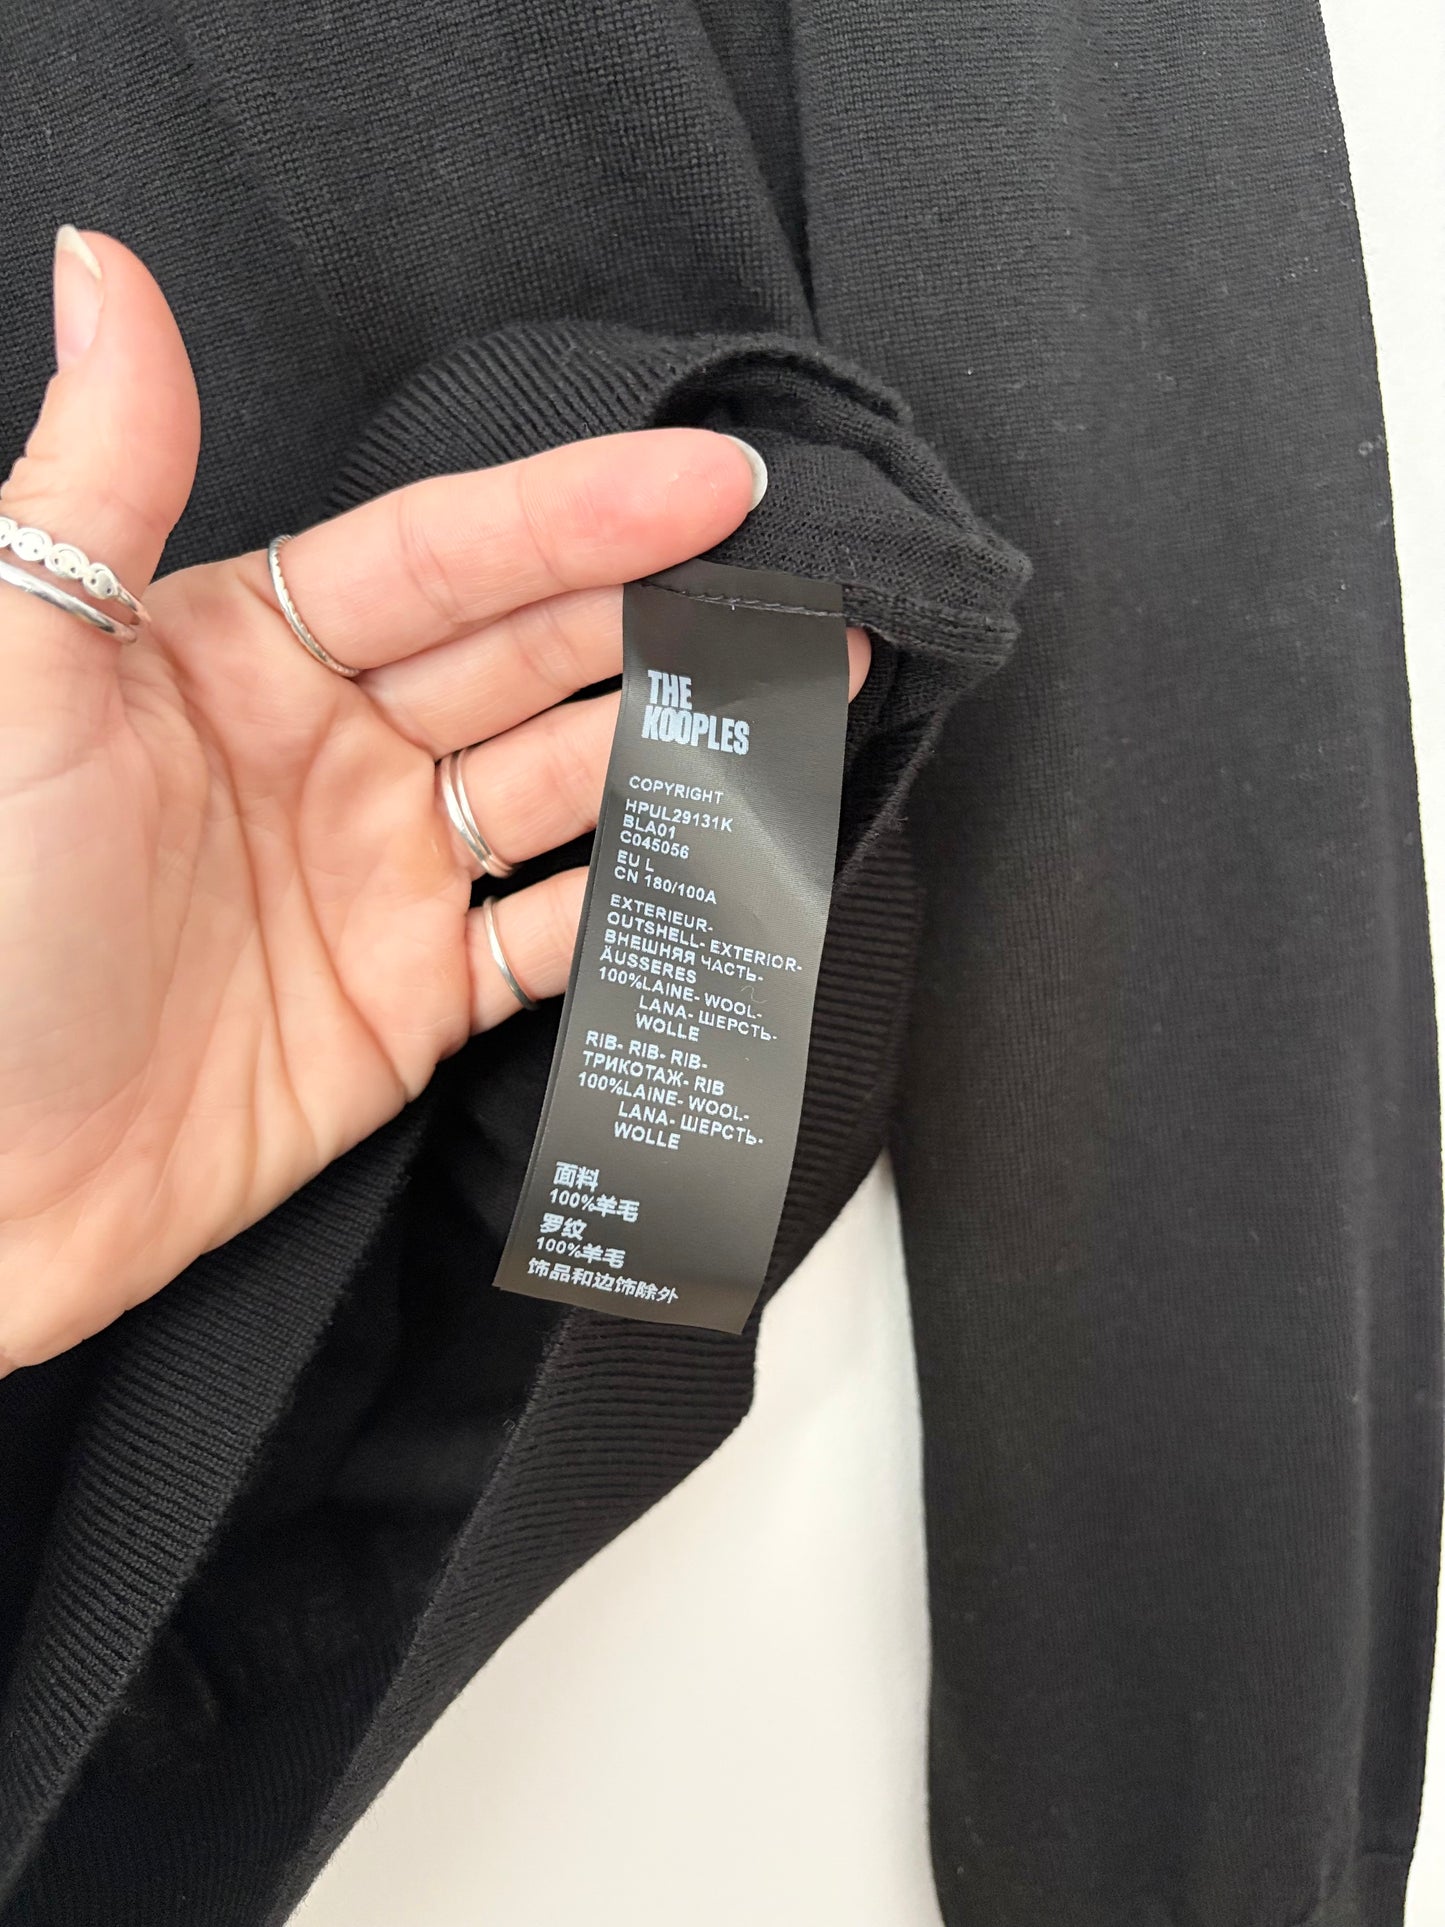 THE
KOOPLES
COPYRIGHT
HPUL29131K
BLA01
C045056
EU L
CN 180/100A
EXTERIEUR-
OUTSHELL- EXTERIOR-
ВНЕШНЯЯ ЧАСТЬ-
ÄUSSERES
100%LAINE- WOOL-
LANA- ШЕРСТЬ-
WOLLE
RIB- RIB- RIB-
ТРИКОТАЖ- RIB
100%LAINE- WOOL-
LANA- ШЕРСТЬ-
WOLLE
面料
100%羊毛
罗纹
100%羊毛
饰品和边饰除外